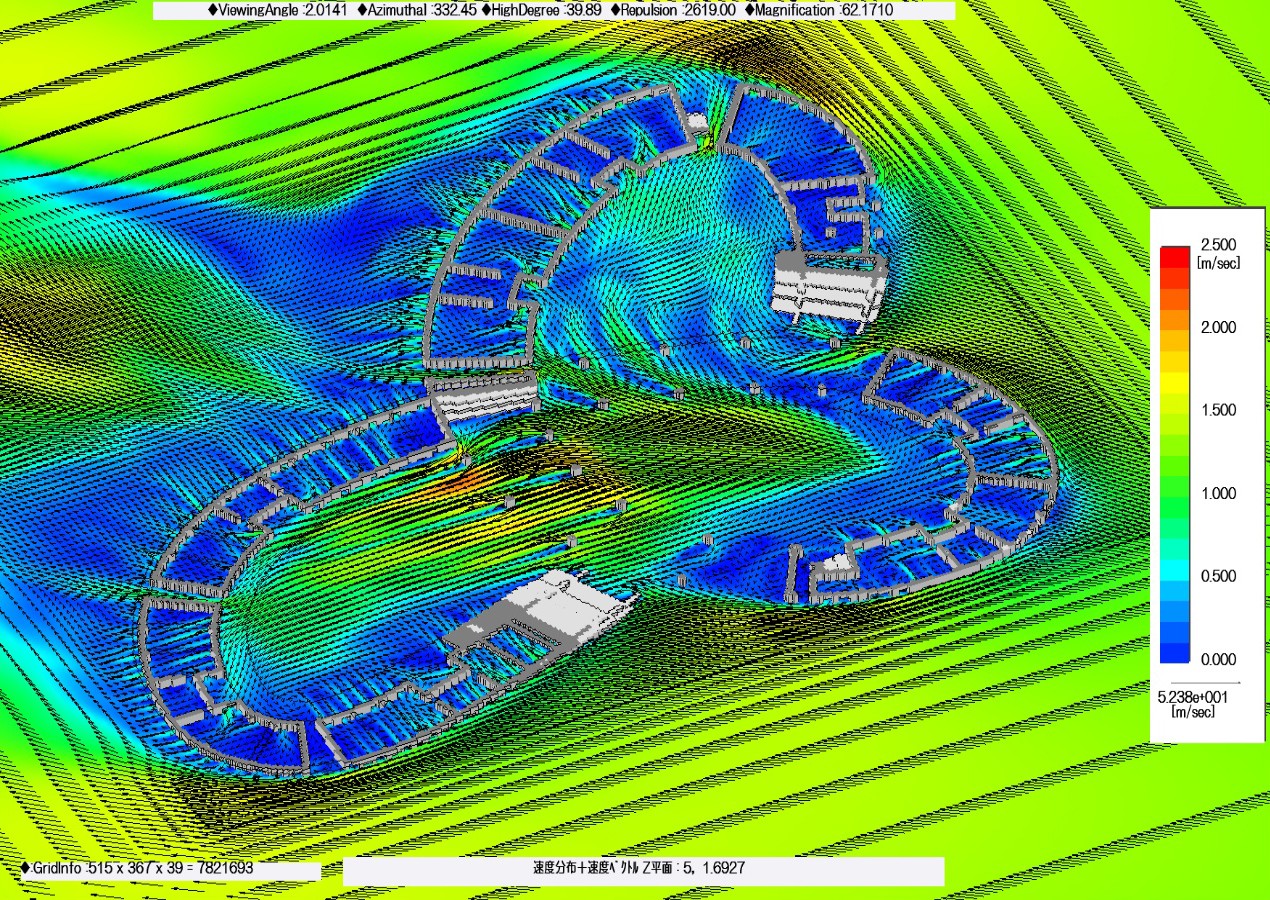 ◆ViewingAngle :2.0141 ◆Azimuthal :332.45 ◆HighDegree :39.89 ◆Repulsion :2619.00 ◆Magnification :62.1710
2.500
[m/sec]
2.000
1.500
1.000
0.500
0.000
5.238e+001
[m/sec]
◆:GridInfo :515 x 367 x 39 = 7821693
速度分布＋速度ﾍﾞｸﾄﾙ Z平面 : 5, 1.6927